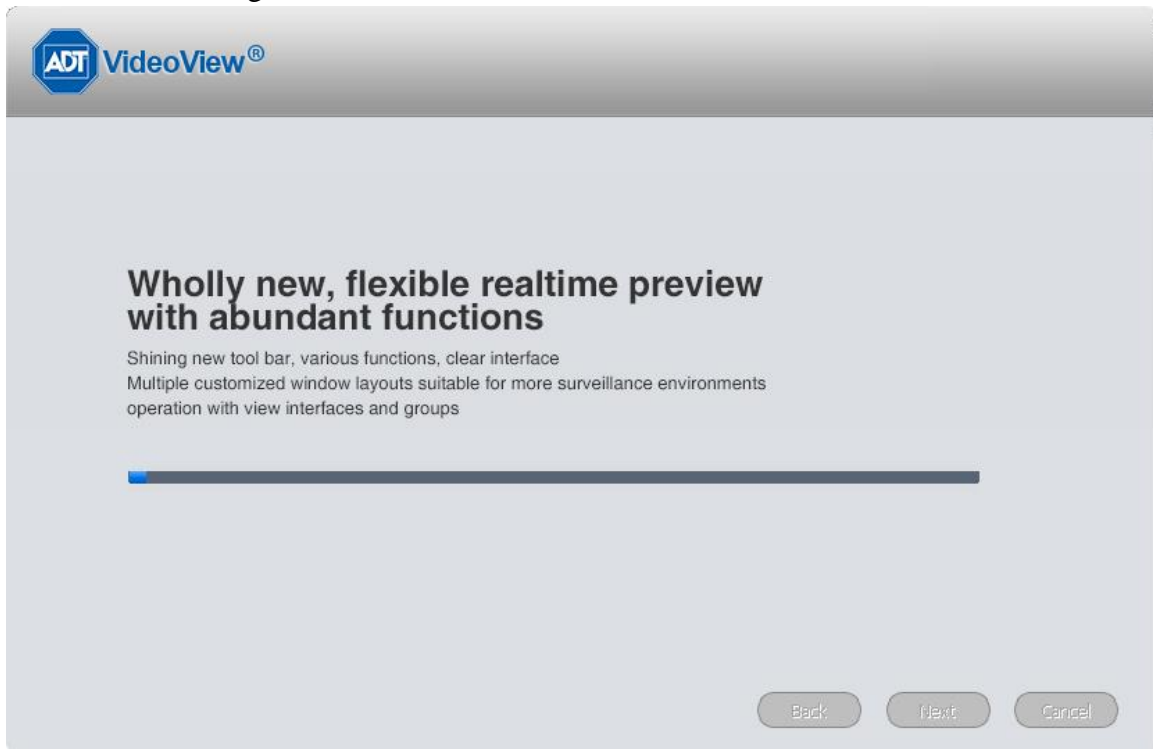 ADT VideoView®
Wholly new, flexible realtime preview
with abundant functions
Shining new tool bar, various functions, clear interface
Multiple customized window layouts suitable for more surveillance environments
operation with view interfaces and groups
Back Next Cancel